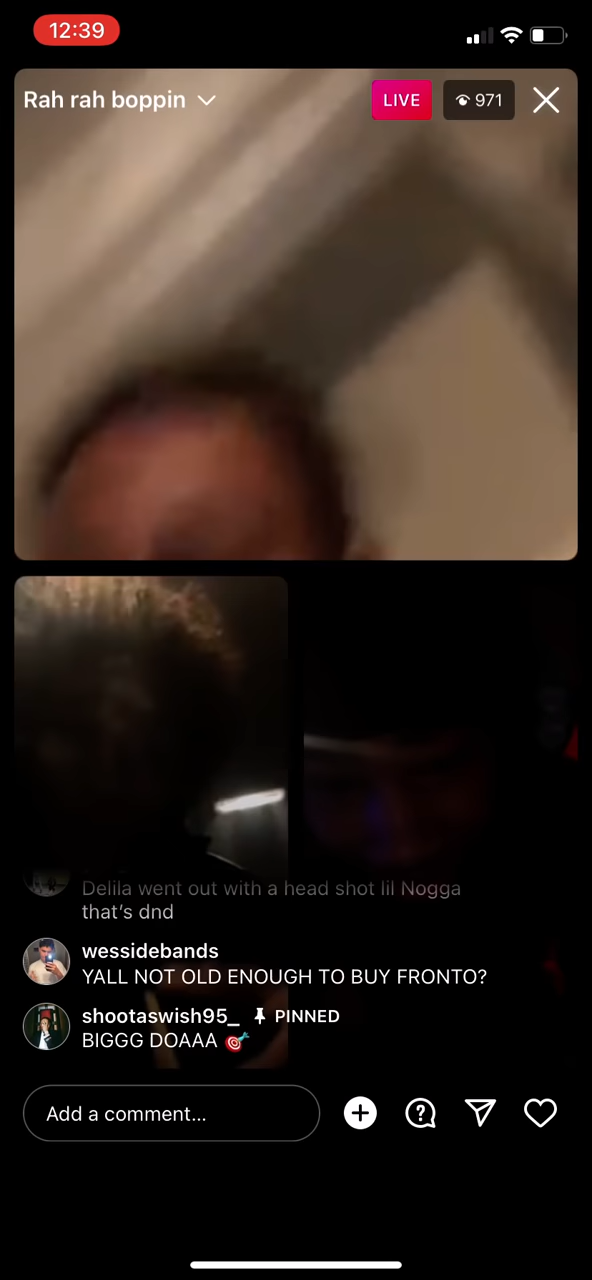 12:39
Rah rah boppin
LIVE
971
Delila went out with a head shot lil Nogga
that's dnd
wessidebands
YALL NOT OLD ENOUGH TO BUY FRONTO?
shootaswish95_ PINNED
BIGGG DOAAA 🎯
Add a comment...